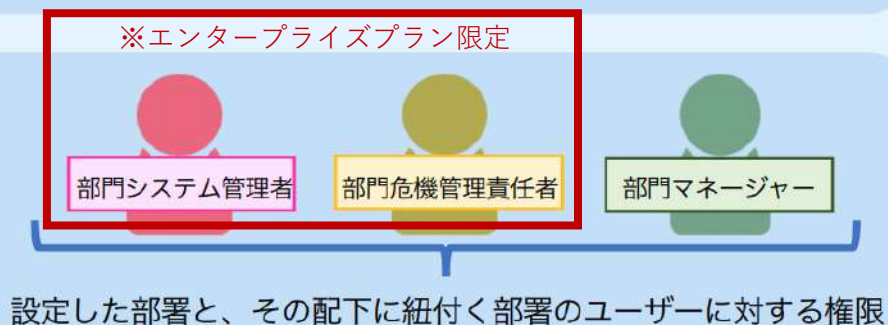 ※エンタープライズプラン限定
部門システム管理者
部門危機管理責任者
部門マネージャー
設定した部署と、その配下に紐付く部署のユーザーに対する権限